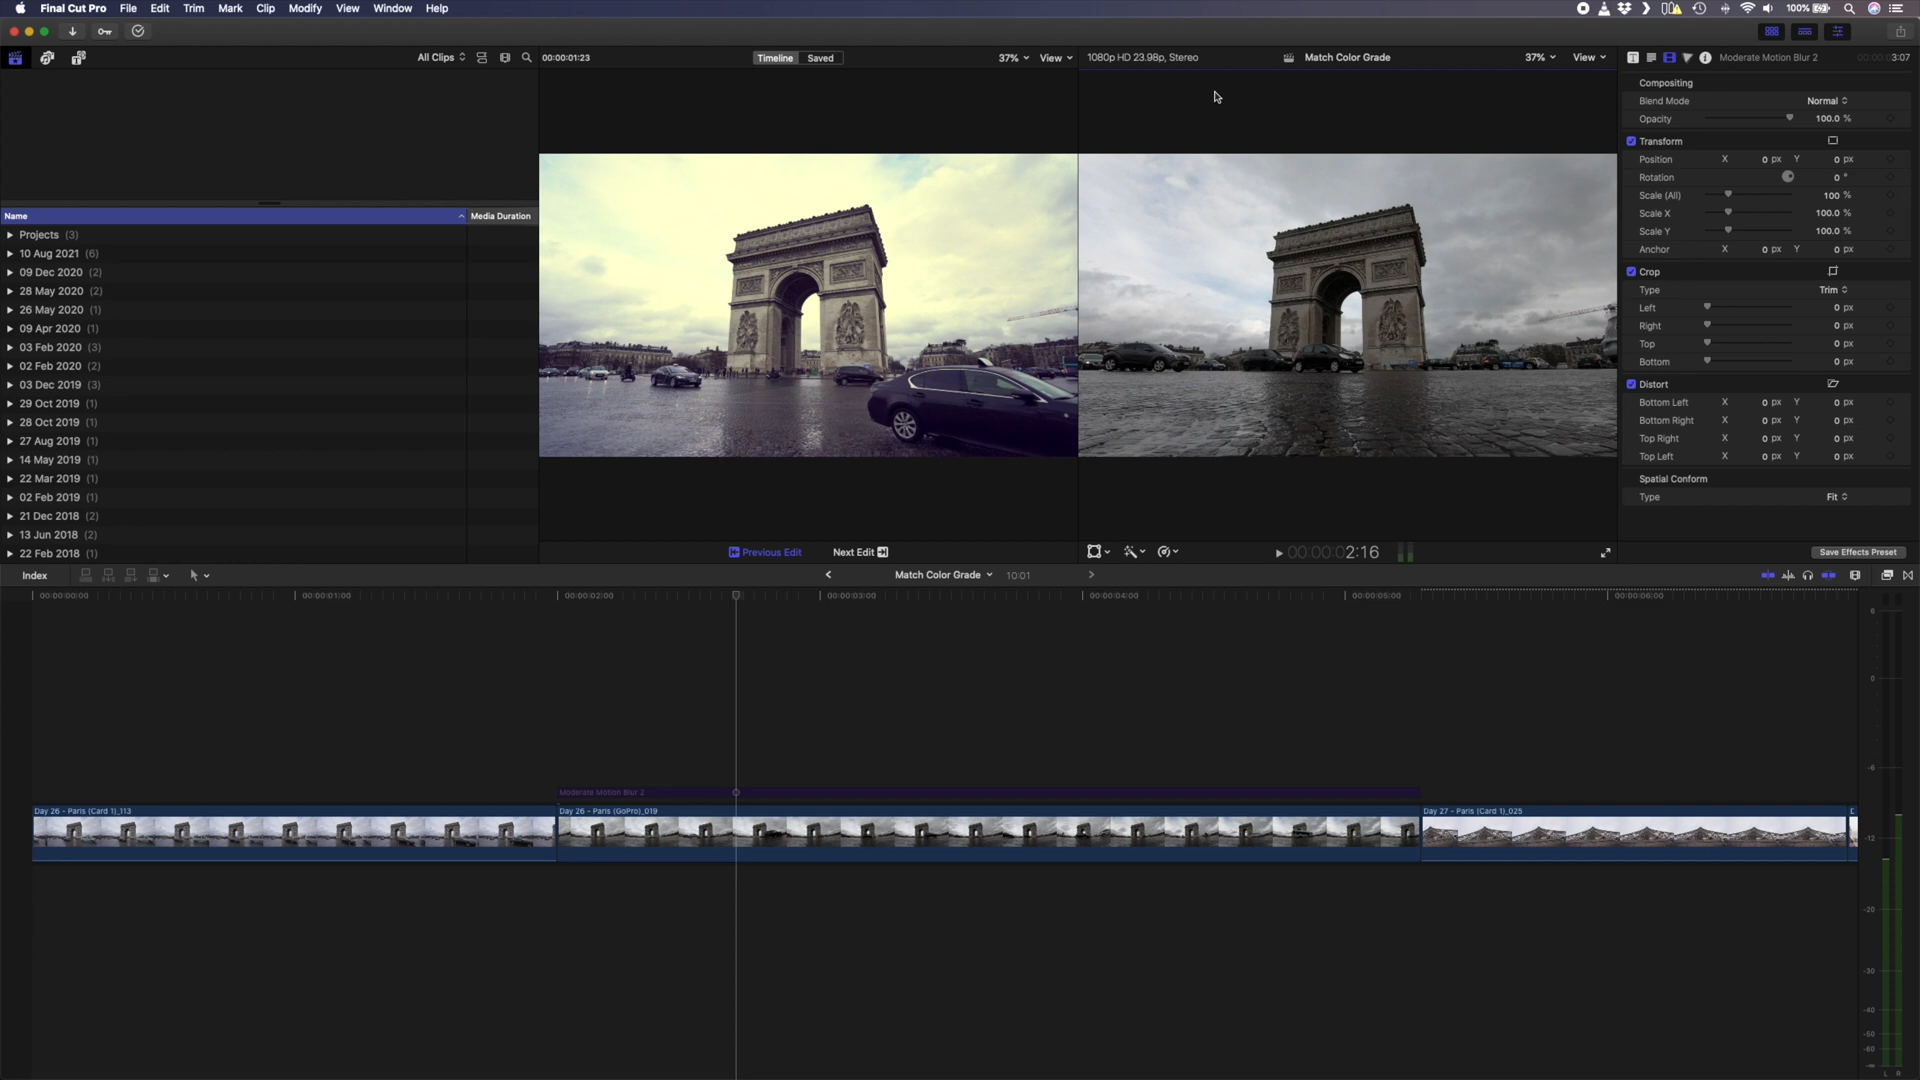 Final Cut Pro File Edit Trim Mark Clip Modify View Window Help 100%
All Clips 00:00:01:23 Timeline Saved 37% View 1080p HD 23.98p, Stereo Match Color Grade 37% View Moderate Motion Blur 2 00:00:03:07
Compositing
Blend Mode Normal
Opacity 100.0 %
Transform
Position X 0 px Y 0 px
Rotation 0 °
Scale (All) 100 %
Scale X 100.0 %
Scale Y 100.0 %
Anchor X 0 px Y 0 px
Crop
Type Trim
Left 0 px
Right 0 px
Top 0 px
Bottom 0 px
Distort
Bottom Left X 0 px Y 0 px
Bottom Right X 0 px Y 0 px
Top Right X 0 px Y 0 px
Top Left X 0 px Y 0 px
Spatial Conform
Type Fit
Save Effects Preset
Name Media Duration
Projects (3)
10 Aug 2021 (6)
09 Dec 2020 (2)
28 May 2020 (2)
26 May 2020 (1)
09 Apr 2020 (1)
03 Feb 2020 (3)
02 Feb 2020 (2)
03 Dec 2019 (3)
29 Oct 2019 (1)
28 Oct 2019 (1)
27 Aug 2019 (1)
14 May 2019 (1)
22 Mar 2019 (1)
02 Feb 2019 (1)
21 Dec 2018 (2)
13 Jun 2018 (2)
22 Feb 2018 (1)
Previous Edit Next Edit 00:00:02:16
Index Match Color Grade 10:01
00:00:00:00 00:00:01:00 00:00:02:00 00:00:03:00 00:00:04:00 00:00:05:00 00:00:06:00
Moderate Motion Blur 2
Day 26 - Paris (Card 1)_113 Day 26 - Paris (GoPro)_019 Day 27 - Paris (Card 1)_025 D
6
0
-6
-12
-20
-30
-40
-50
-60
-∞
L R